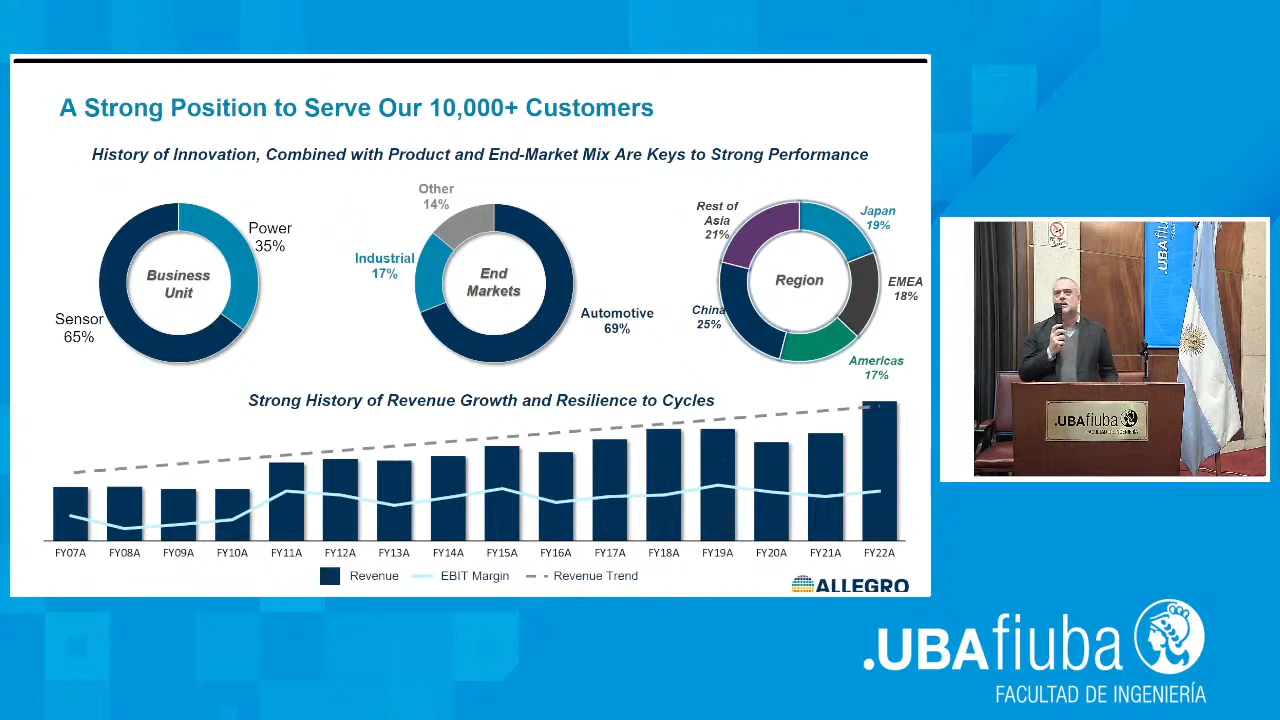 A Strong Position to Serve Our 10,000+ Customers
History of Innovation, Combined with Product and End-Market Mix Are Keys to Strong Performance
Business
Unit
Power
35%
Sensor
65%
Other
14%
Industrial
17%
End
Markets
Automotive
69%
Rest of
Asia
21%
Japan
19%
Region
EMEA
18%
China
25%
Americas
17%
Strong History of Revenue Growth and Resilience to Cycles
FY07A FY08A FY09A FY10A FY11A FY12A FY13A FY14A FY15A FY16A FY17A FY18A FY19A FY20A FY21A FY22A
Revenue EBIT Margin Revenue Trend
ALLEGRO
.UBAfiu
.UBAfiuba
FACULTAD DE INGENIERÍA
.UBAfiuba
FACULTAD DE INGENIERÍA